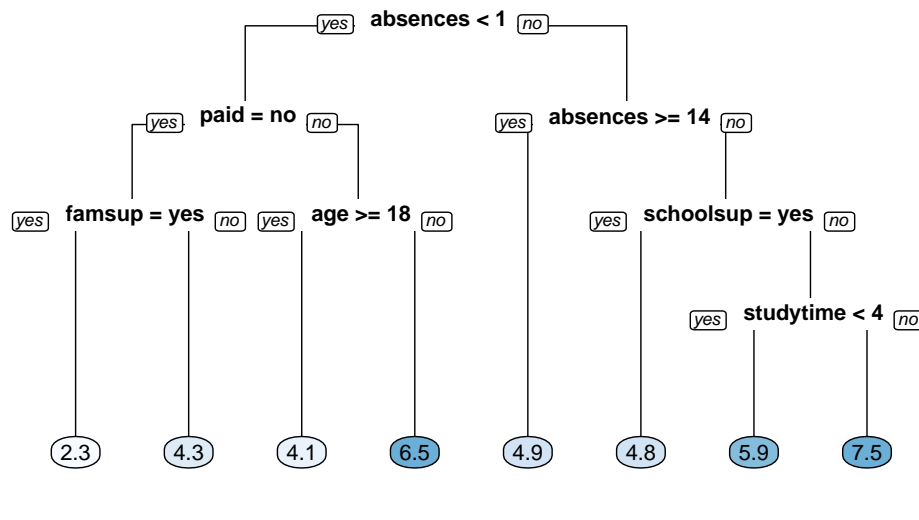 yes absences < 1 no
yes paid = no no
yes absences >= 14 no
yes famsup = yes no
yes age >= 18 no
yes schoolsup = yes no
yes studytime < 4 no
2.3 4.3 4.1 6.5 4.9 4.8 5.9 7.5